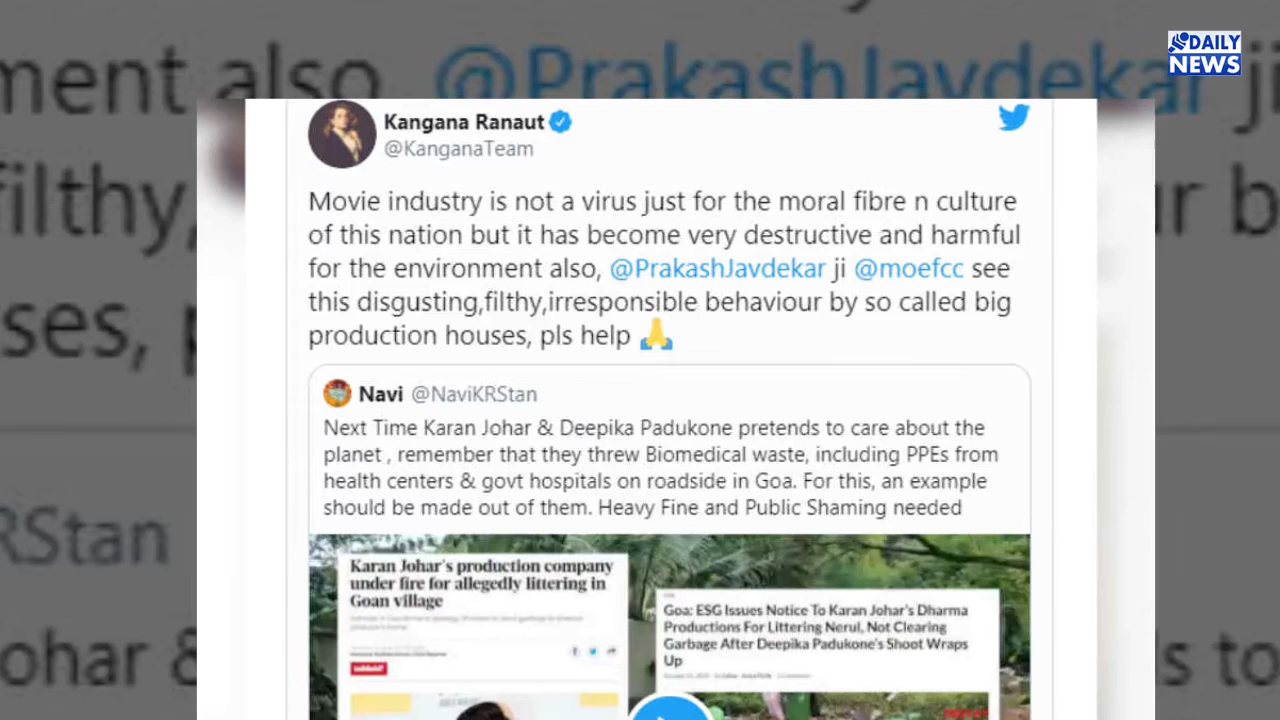 DAILY
NEWS
ment also, @PrakashJavdekar ji
filthy,
ur b
ses, p
RStan
ohar &
s to
Kangana Ranaut
@KanganaTeam
Movie industry is not a virus just for the moral fibre n culture
of this nation but it has become very destructive and harmful
for the environment also, @PrakashJavdekar ji @moefcc see
this disgusting,filthy,irresponsible behaviour by so called big
production houses, pls help 🙏
Navi @NaviKRStan
Next Time Karan Johar & Deepika Padukone pretends to care about the
planet , remember that they threw Biomedical waste, including PPEs from
health centers & govt hospitals on roadside in Goa. For this, an example
should be made out of them. Heavy Fine and Public Shaming needed
Karan Johar's production company
under fire for allegedly littering in
Goan village
Goa: ESG Issues Notice To Karan Johar's Dharma
Productions For Littering Nerul, Not Clearing
Garbage After Deepika Padukone's Shoot Wraps
Up